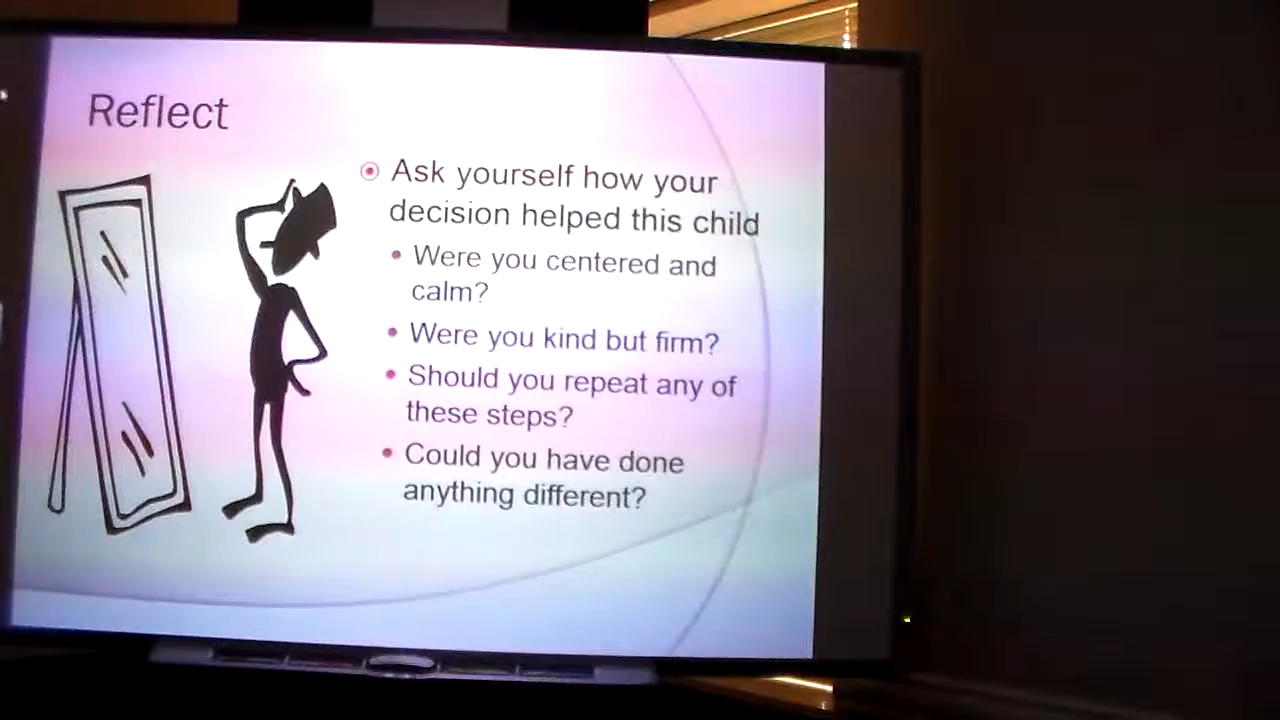 Reflect
Ask yourself how your
decision helped this child
Were you centered and
calm?
Were you kind but firm?
Should you repeat any of
these steps?
Could you have done
anything different?